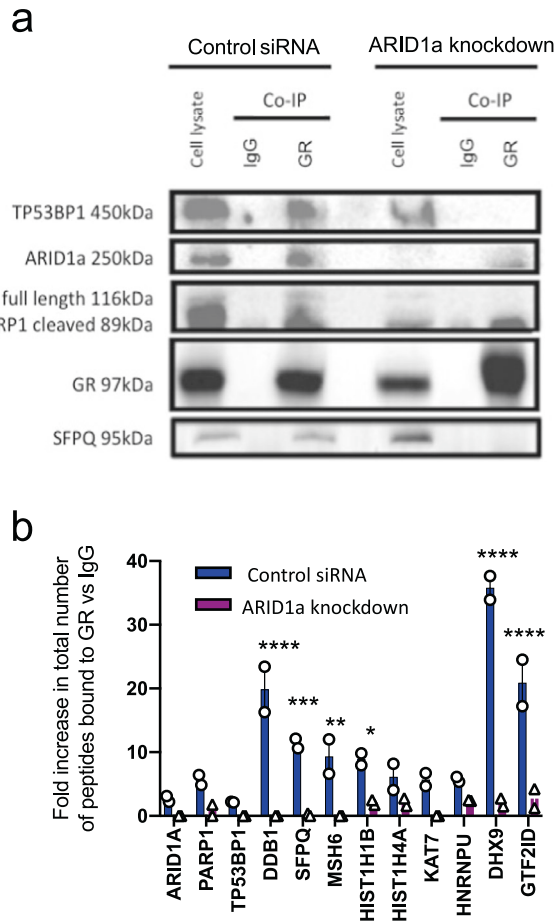 a
Control siRNA
ARID1a knockdown
Co-IP
Co-IP
Cell lysate
IgG
GR
Cell lysate
IgG
GR
TP53BP1 450kDa
ARID1a 250kDa
full length 116kDa
RP1 cleaved 89kDa
GR 97kDa
SFPQ 95kDa
b
Fold increase in total number
of peptides bound to GR vs IgG
40
30
20
10
0
Control siRNA
ARID1a knockdown
****
***
**
*
****
****
ARID1A
PARP1
TP53BP1
DDB1
SFPQ
MSH6
HIST1H1B
HIST1H4A
KAT7
HNRNPU
DHX9
GTF2ID